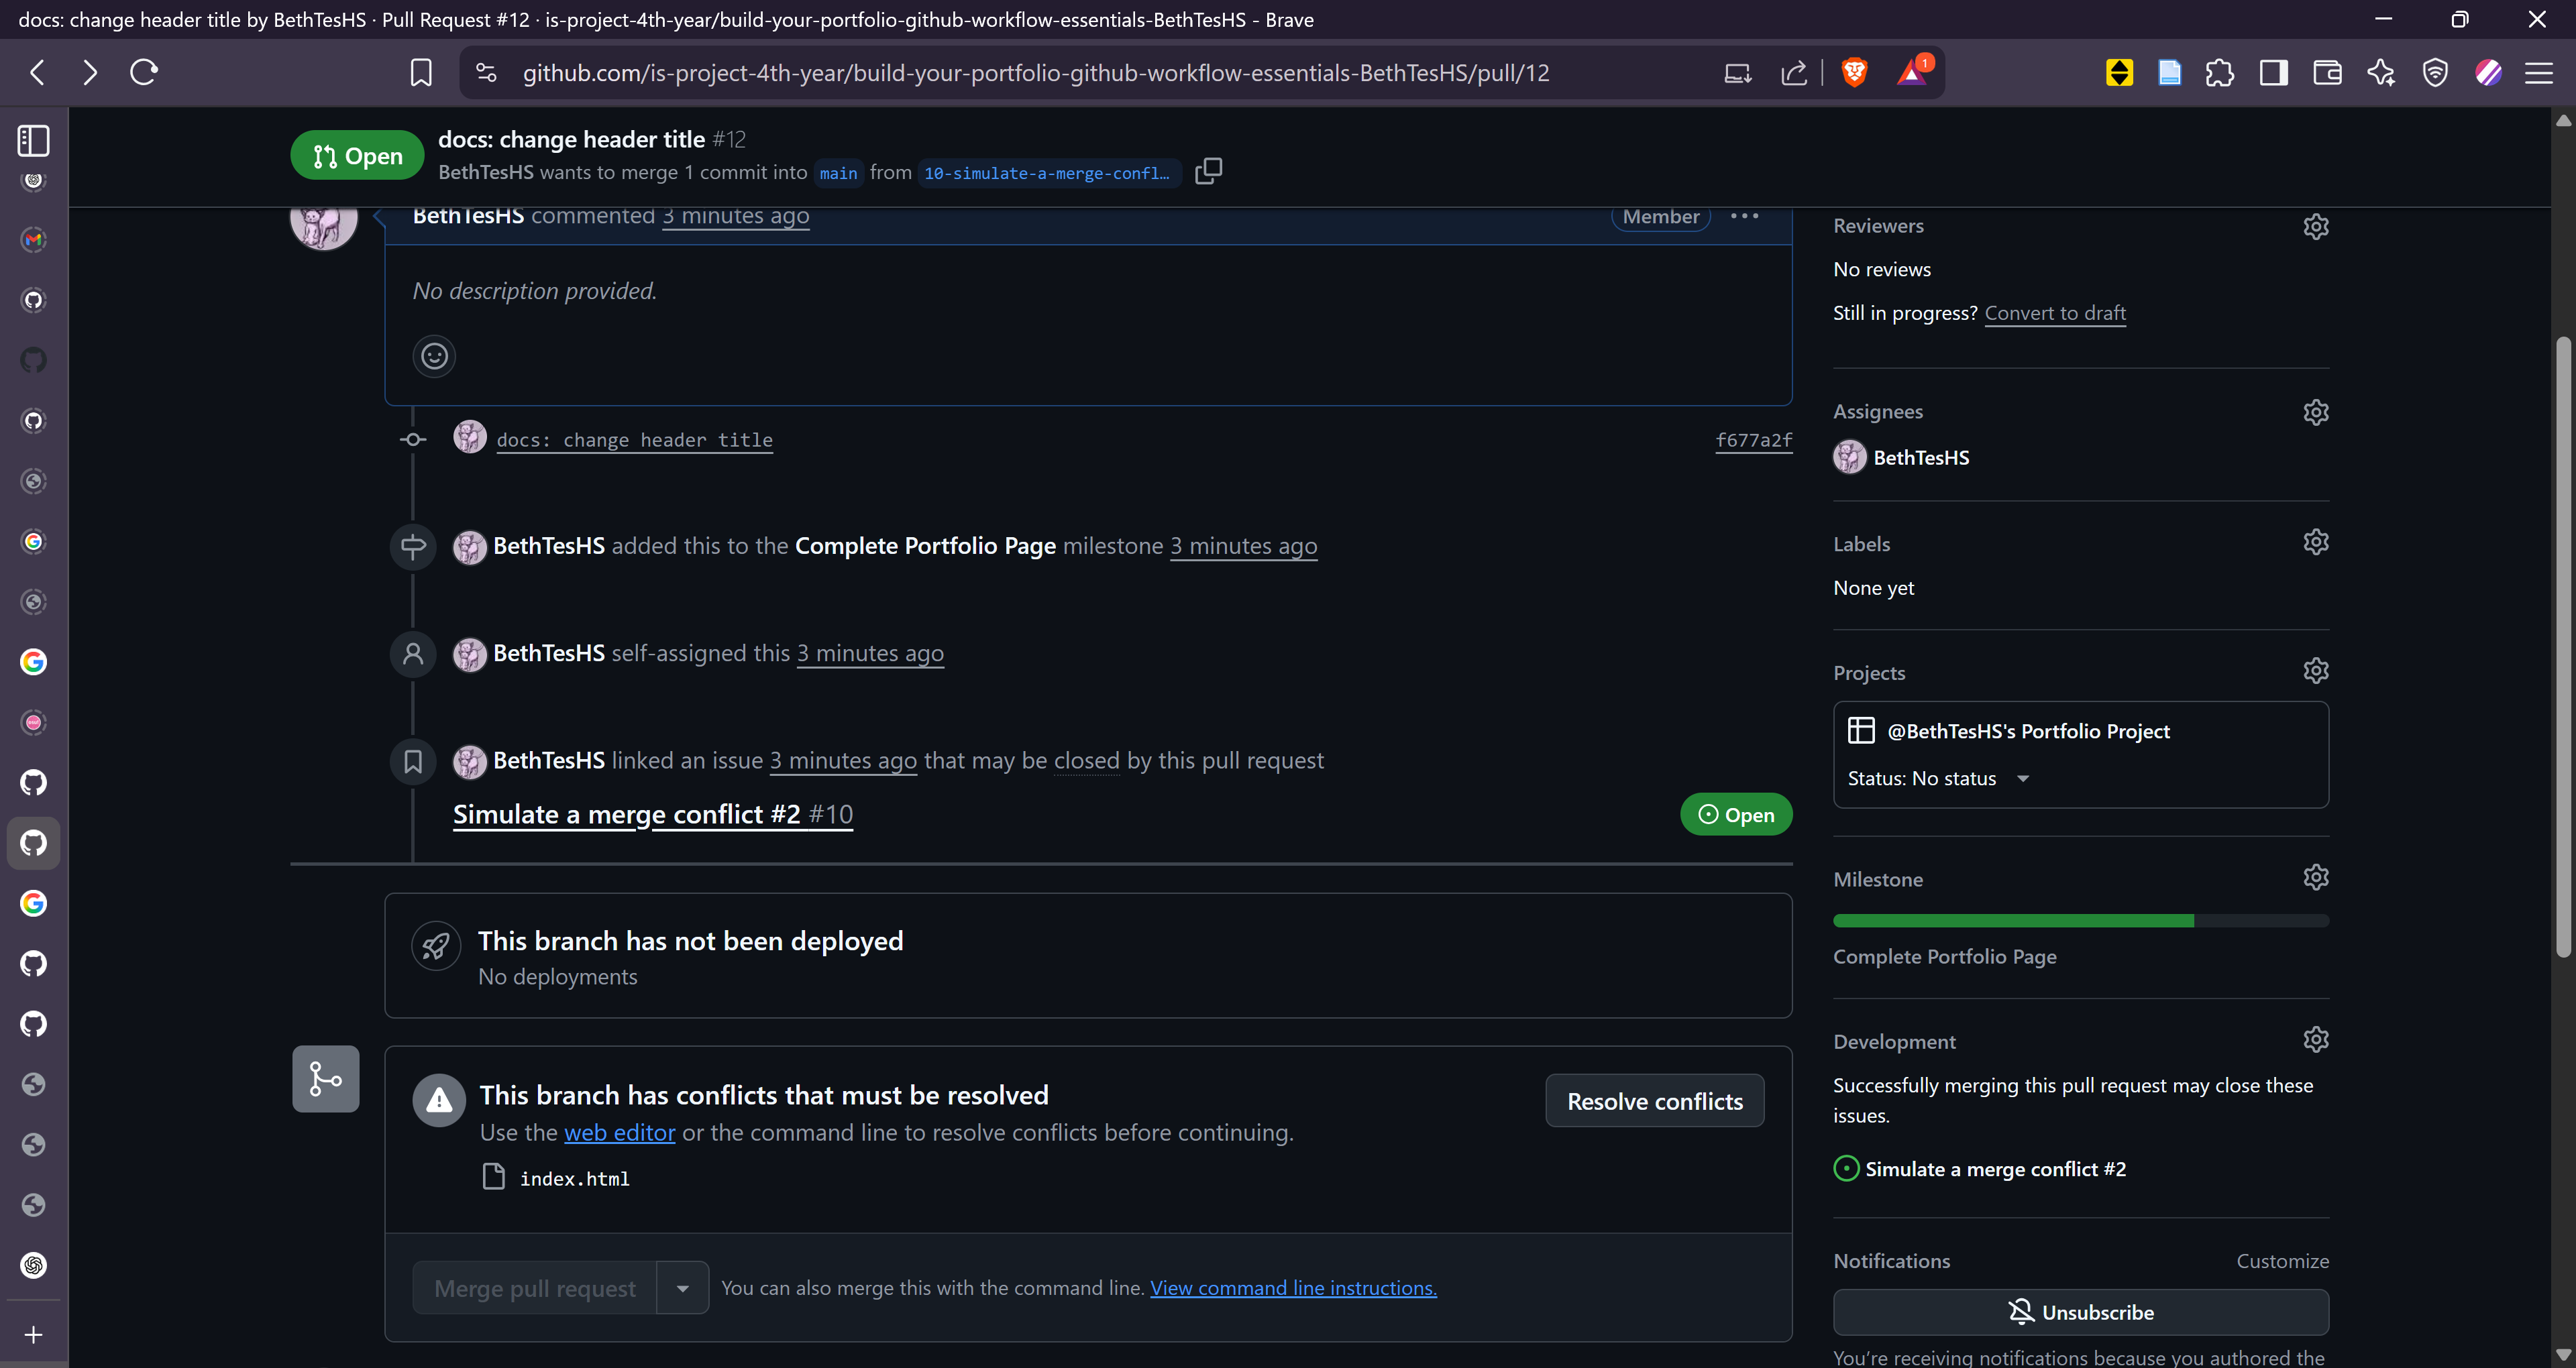 docs: change header title by BethTesHS · Pull Request #12 · is-project-4th-year/build-your-portfolio-github-workflow-essentials-BethTesHS - Brave
github.com/is-project-4th-year/build-your-portfolio-github-workflow-essentials-BethTesHS/pull/12
1
Open
docs: change header title #12
BethTesHS wants to merge 1 commit into main from 10-simulate-a-merge-confl…
BethTesHS commented 3 minutes ago
Member
No description provided.
docs: change header title
f677a2f
BethTesHS added this to the Complete Portfolio Page milestone 3 minutes ago
BethTesHS self-assigned this 3 minutes ago
BethTesHS linked an issue 3 minutes ago that may be closed by this pull request
Simulate a merge conflict #2 #10
Open
This branch has not been deployed
No deployments
This branch has conflicts that must be resolved
Use the web editor or the command line to resolve conflicts before continuing.
index.html
Resolve conflicts
Merge pull request
You can also merge this with the command line. View command line instructions.
Reviewers
No reviews
Still in progress? Convert to draft
Assignees
BethTesHS
Labels
None yet
Projects
@BethTesHS's Portfolio Project
Status: No status
Milestone
Complete Portfolio Page
Development
Successfully merging this pull request may close these
issues.
Simulate a merge conflict #2
Notifications
Customize
Unsubscribe
You're receiving notifications because you authored the